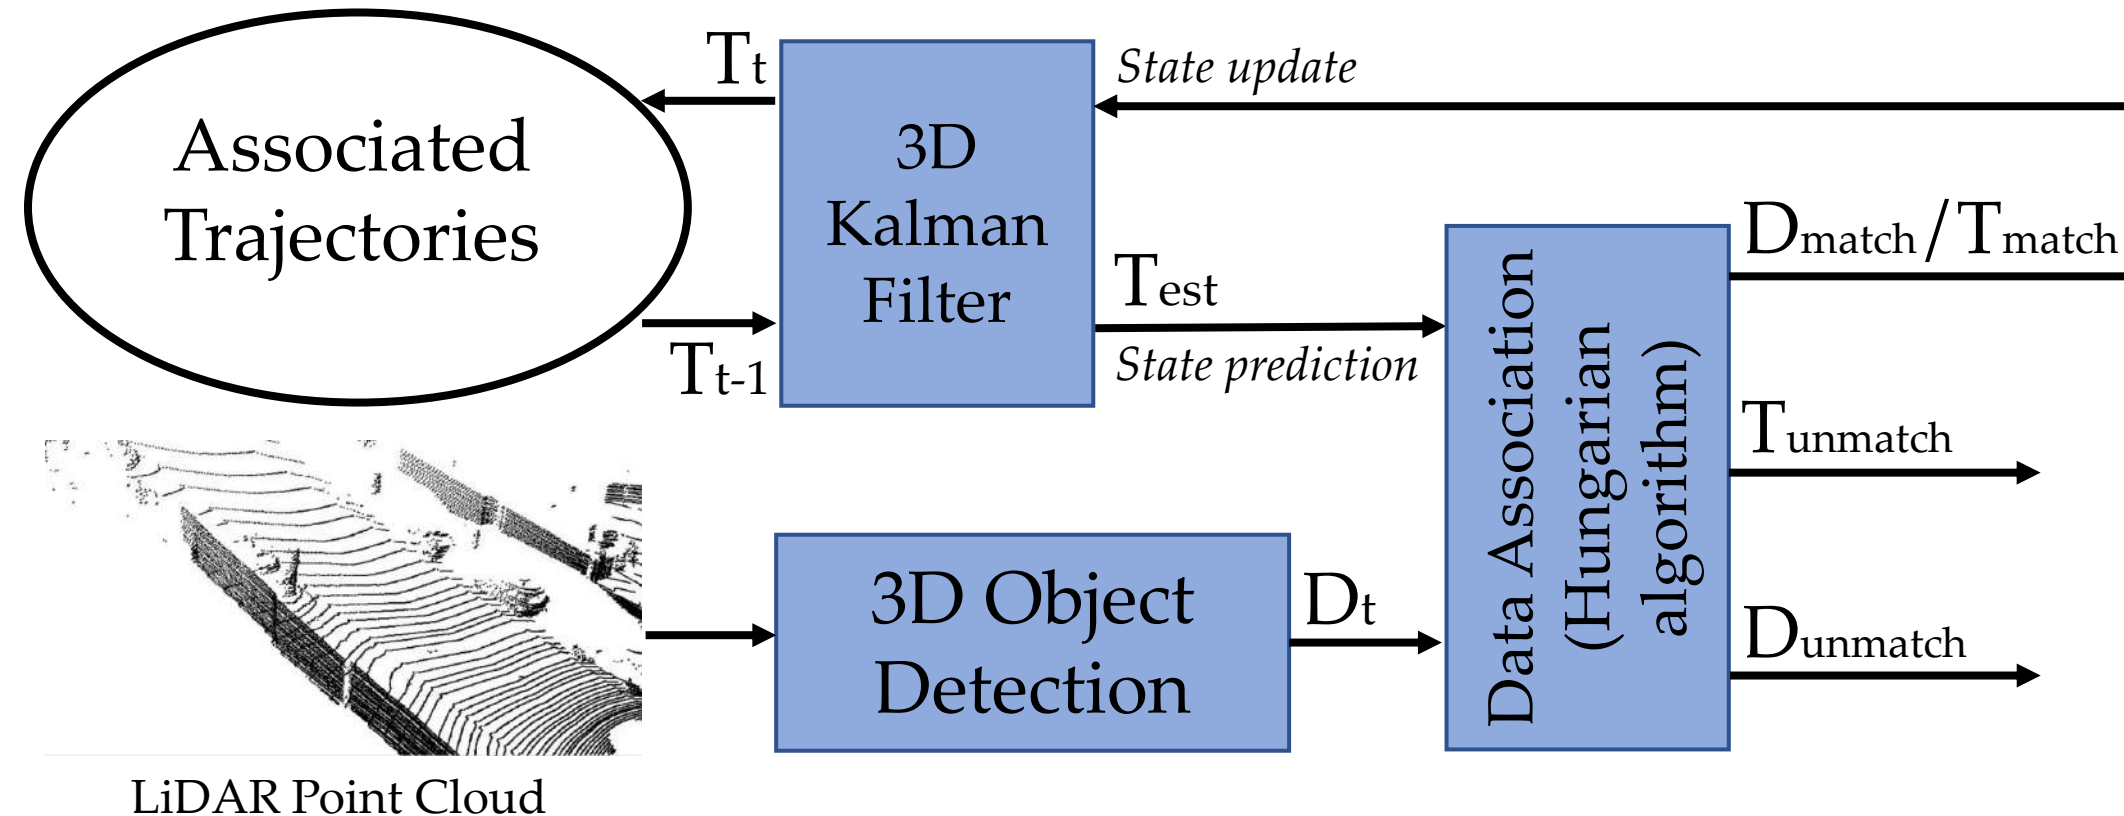 Associated
Trajectories
Tt
Tt-1
3D
Kalman
Filter
State update
Test
State prediction
Data Association
(Hungarian
algorithm)
Dmatch/Tmatch
Tunmatch
Dunmatch
3D Object
Detection
Dt
LiDAR Point Cloud